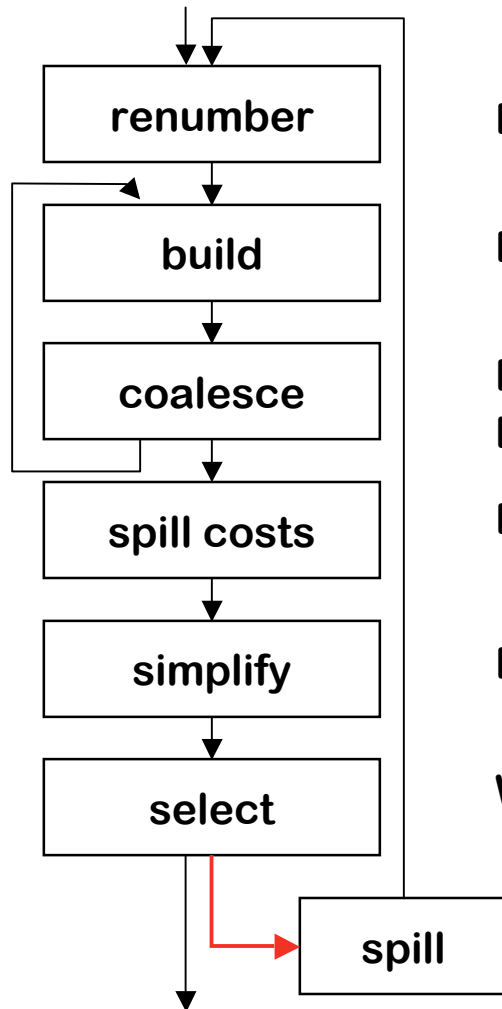 renumber
build
coalesce
spill costs
simplify
select
spill